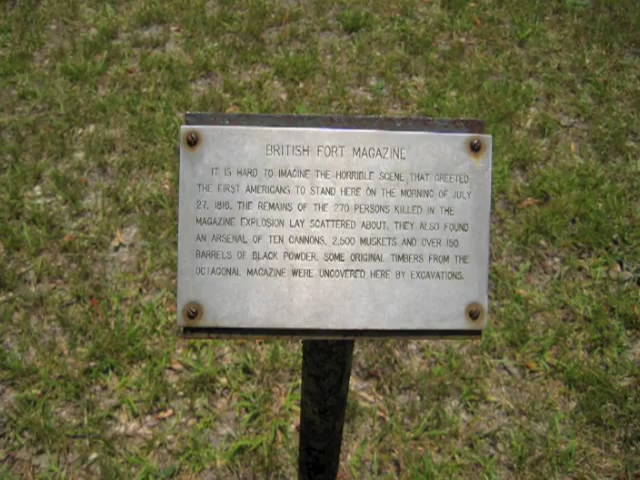 BRITISH FORT MAGAZINE
IT IS HARD TO IMAGINE THE HORRIBLE SCENE THAT GREETED
THE FIRST AMERICANS TO STAND HERE ON THE MORNING OF JULY
27, 1816. THE REMAINS OF THE 270 PERSONS KILLED IN THE
MAGAZINE EXPLOSION LAY SCATTERED ABOUT. THEY ALSO FOUND
AN ARSENAL OF TEN CANNONS, 2,500 MUSKETS AND OVER 150
BARRELS OF BLACK POWDER. SOME ORIGINAL TIMBERS FROM THE
OCTAGONAL MAGAZINE WERE UNCOVERED HERE BY EXCAVATIONS.